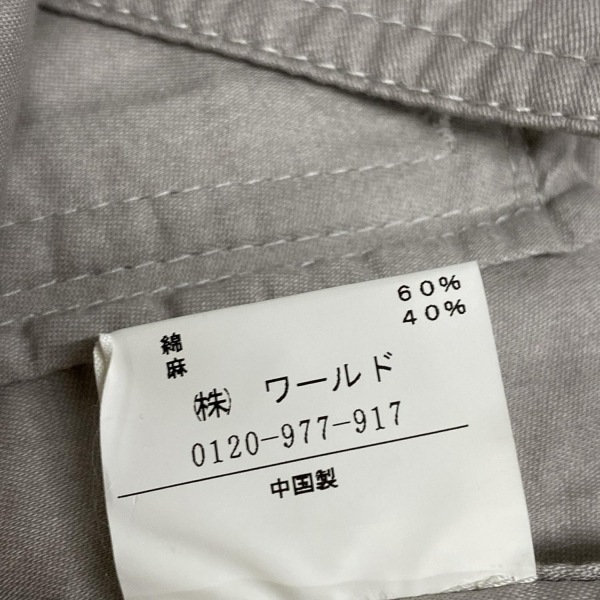 綿 60%
麻 40%
㈱ ワールド
0120-977-917
中国製